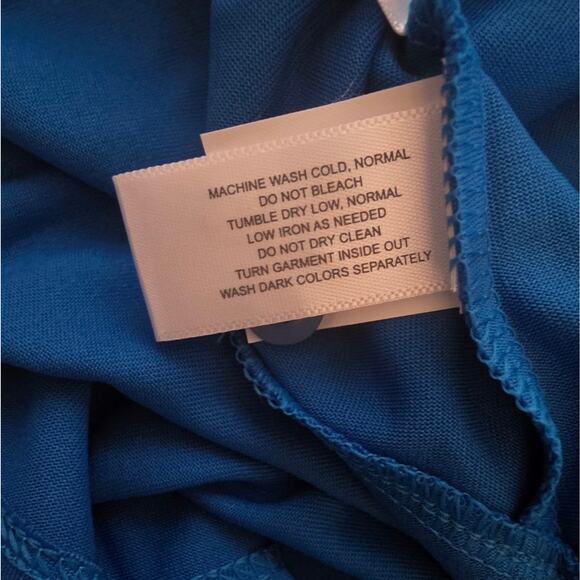 MACHINE WASH COLD, NORMAL
DO NOT BLEACH
TUMBLE DRY LOW, NORMAL
LOW IRON AS NEEDED
DO NOT DRY CLEAN
TURN GARMENT INSIDE OUT
WASH DARK COLORS SEPARATELY